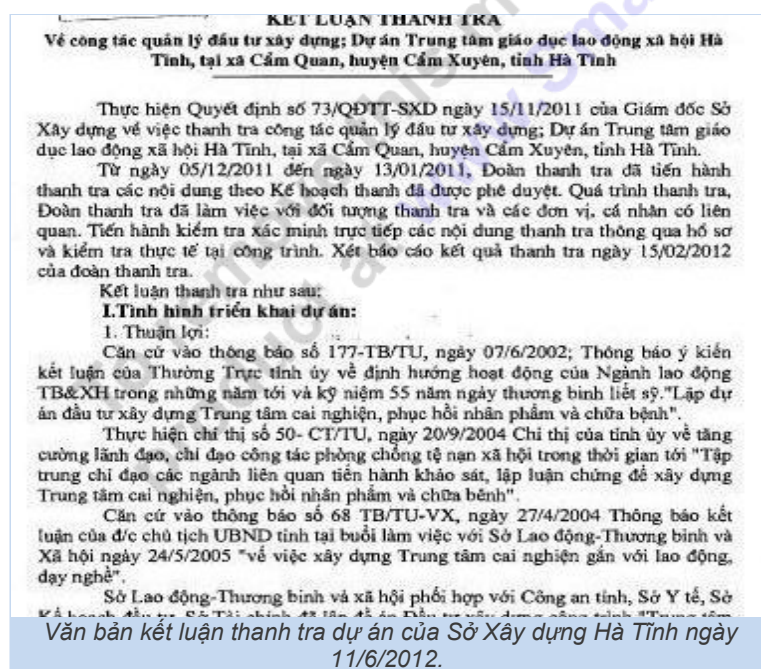 KẾT LUẬN THANH TRA
Về công tác quản lý đầu tư xây dựng; Dự án Trung tâm giáo dục lao động xã hội Hà
Tĩnh, tại xã Cẩm Quan, huyện Cẩm Xuyên, tỉnh Hà Tĩnh
Thực hiện Quyết định số 73/QĐTT-SXD ngày 15/11/2011 của Giám đốc Sở
Xây dựng về việc thanh tra công tác quản lý đầu tư xây dựng; Dự án Trung tâm giáo
dục lao động xã hội Hà Tĩnh, tại xã Cẩm Quan, huyện Cẩm Xuyên, tỉnh Hà Tĩnh.
Từ ngày 05/12/2011 đến ngày 13/01/2011, Đoàn thanh tra đã tiến hành
thanh tra các nội dung theo Kế hoạch thanh đã được phê duyệt. Quá trình thanh tra,
Đoàn thanh tra đã làm việc với đối tượng thanh tra và các đơn vị, cá nhân có liên
quan. Tiến hành kiểm tra xác minh trực tiếp các nội dung thanh tra thông qua hồ sơ
và kiểm tra thực tế tại công trình. Xét báo cáo kết quả thanh tra ngày 15/02/2012
của đoàn thanh tra.
Kết luận thanh tra như sau:
I.Tình hình triển khai dự án:
1. Thuận lợi:
Căn cứ vào thông báo số 177-TB/TU, ngày 07/6/2002; Thông báo ý kiến
kết luận của Thường Trực tỉnh ủy về định hướng hoạt động của Ngành lao động
TB&XH trong những năm tới và kỷ niệm 55 năm ngày thương binh liết sỹ."Lập dự
án đầu tư xây dựng Trung tâm cai nghiện, phục hồi nhân phẩm và chữa bệnh".
Thực hiện chỉ thị số 50- CT/TU, ngày 20/9/2004 Chỉ thị của tỉnh ủy về tăng
cường lãnh đạo, chỉ đạo công tác phòng chống tệ nạn xã hội trong thời gian tới "Tập
trung chỉ đạo các ngành liên quan tiến hành khảo sát, lập luận chứng để xây dựng
Trung tâm cai nghiện, phục hồi nhân phẩm và chữa bênh".
Căn cứ vào thông báo số 68 TB/TU-VX, ngày 27/4/2004 Thông báo kết
luận của đ/c chủ tịch UBND tỉnh tại buổi làm việc với Sở Lao động-Thương binh và
Xã hội ngày 24/5/2005 "về việc xây dựng Trung tâm cai nghiện gắn với lao động,
dạy nghề".
Sở Lao động-Thương binh và xã hội phối hợp với Công an tỉnh, Sở Y tế, Sở
Kế hoạch đầu tư, Sở Tài chính đã lập đề án Đầu tư xây dựng công trình "Trung tâm
Văn bản kết luận thanh tra dự án của Sở Xây dựng Hà Tĩnh ngày
11/6/2012.